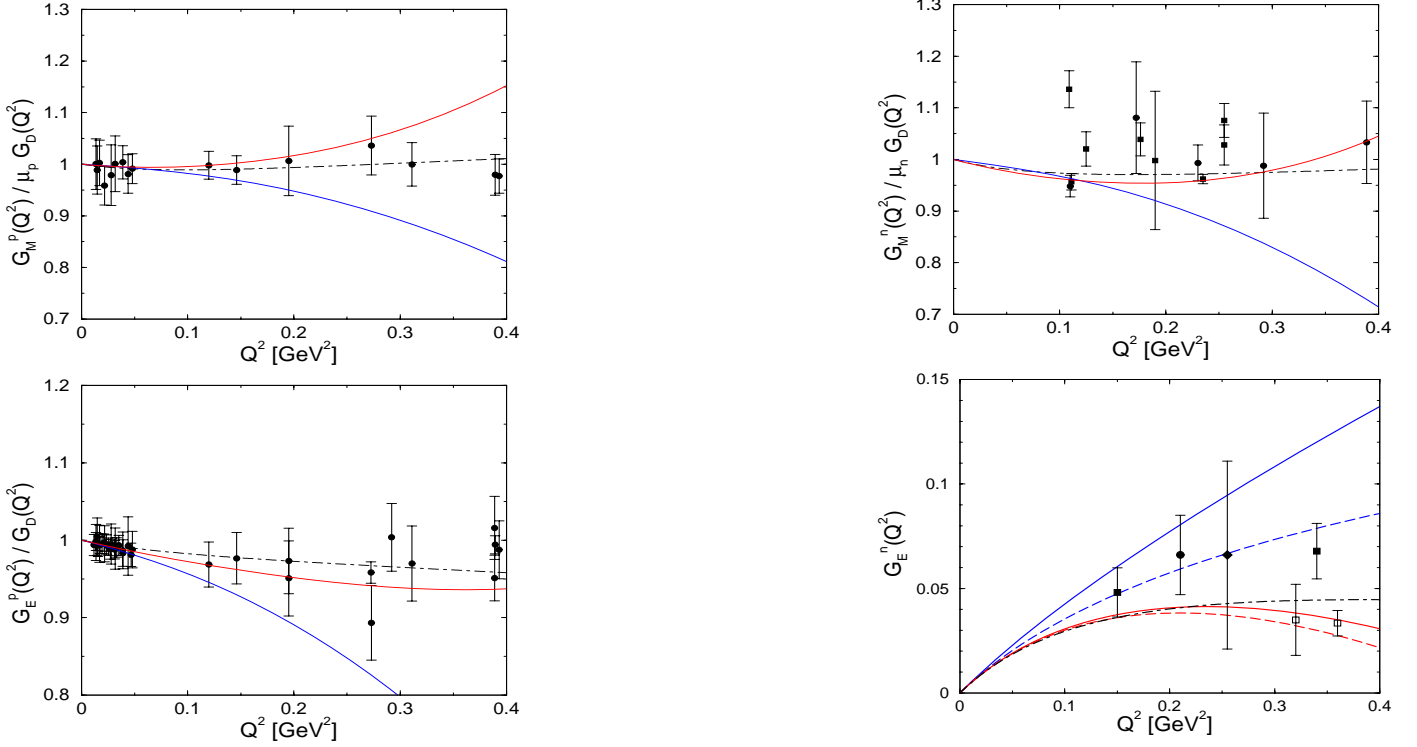 1.3
1.2
1.1
1
0.9
0.8
0.7
G_M^p(Q^2) / μ_p G_D(Q^2)
0 0.1 0.2 0.3 0.4
Q^2 [GeV^2]
1.3
1.2
1.1
1.0
0.9
0.8
0.7
G_M^n(Q^2) / μ_n G_D(Q^2)
0 0.1 0.2 0.3 0.4
Q^2 [GeV^2]
1.2
1.1
1
0.9
0.8
G_E^p(Q^2) / G_D(Q^2)
0 0.1 0.2 0.3 0.4
Q^2 [GeV^2]
0.15
0.1
0.05
0
G_E^n(Q^2)
0 0.1 0.2 0.3 0.4
Q^2 [GeV^2]